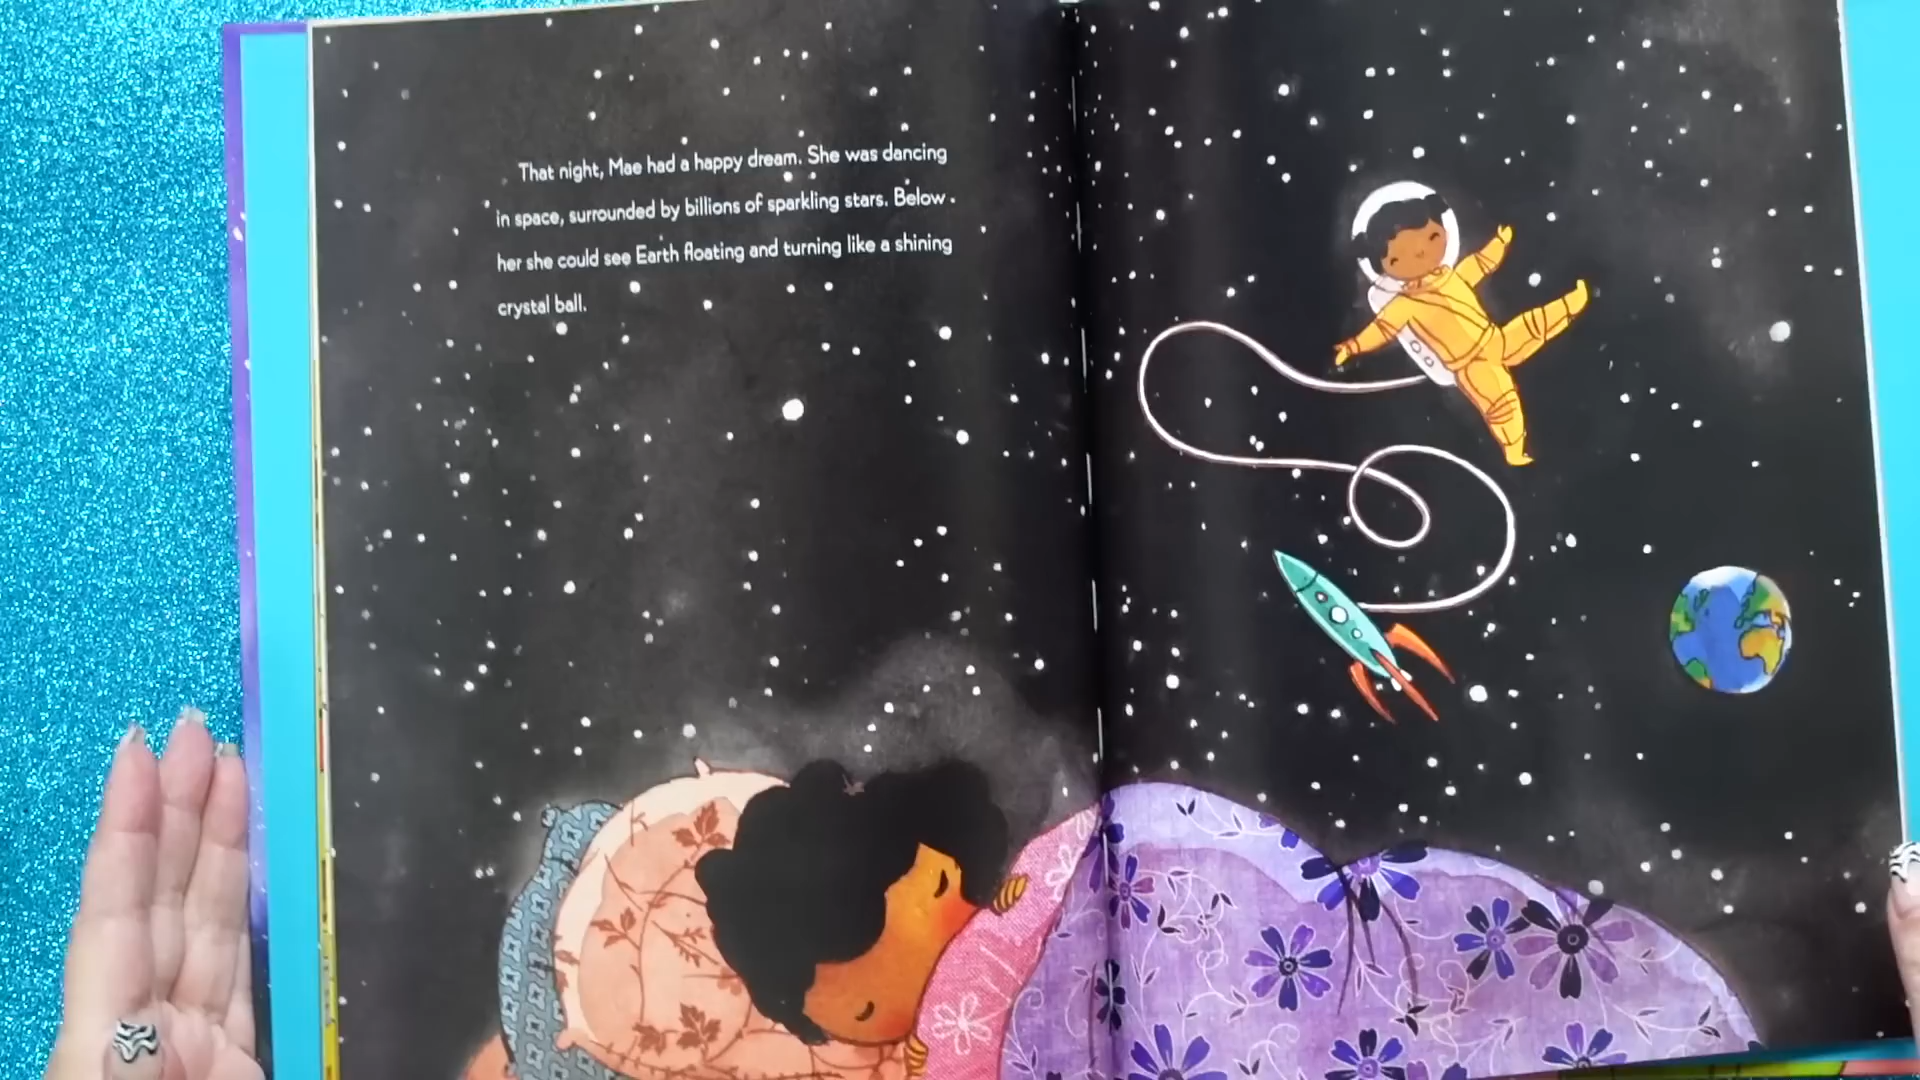 That night, Mae had a happy dream. She was dancing
in space, surrounded by billions of sparkling stars. Below
her she could see Earth floating and turning like a shining
crystal ball.